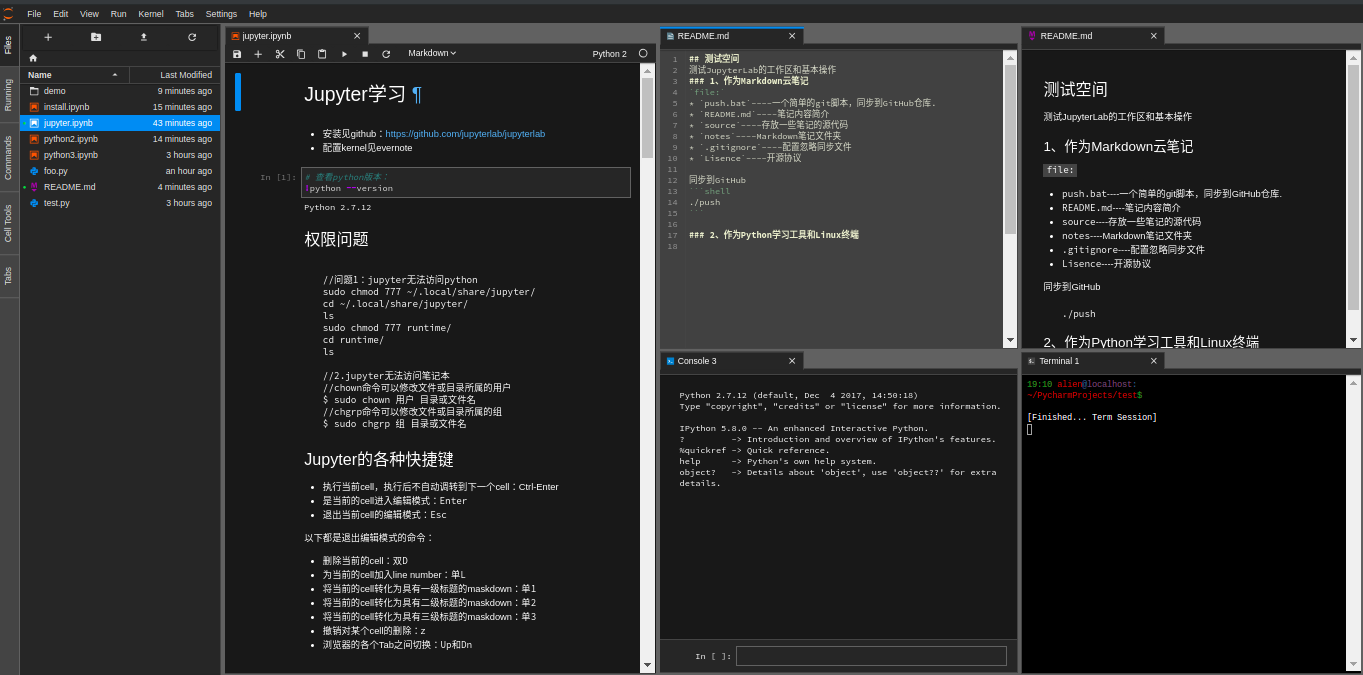 File Edit View Run Kernel Tabs Settings Help
Files
Running
Commands
Cell Tools
Tabs
Name Last Modified
demo 9 minutes ago
install.ipynb 15 minutes ago
jupyter.ipynb 43 minutes ago
python2.ipynb 14 minutes ago
python3.ipynb 3 hours ago
foo.py an hour ago
README.md 4 minutes ago
test.py 3 hours ago
jupyter.ipynb
Markdown
Python 2
Jupyter学习 ¶
安装见github：https://github.com/jupyterlab/jupyterlab
配置kernel见evernote
In [1]: # 查看python版本：
!python --version
Python 2.7.12
权限问题
//问题1：jupyter无法访问python
sudo chmod 777 ~/.local/share/jupyter/
cd ~/.local/share/jupyter/
ls
sudo chmod 777 runtime/
cd runtime/
ls
//2.jupyter无法访问笔记本
//chown命令可以修改文件或目录所属的用户
$ sudo chown 用户 目录或文件名
//chgrp命令可以修改文件或目录所属的组
$ sudo chgrp 组 目录或文件名
Jupyter的各种快捷键
执行当前cell，执行后不自动调转到下一个cell：Ctrl-Enter
是当前的cell进入编辑模式：Enter
退出当前cell的编辑模式：Esc
以下都是退出编辑模式的命令：
删除当前的cell：双D
为当前的cell加入line number：单L
将当前的cell转化为具有一级标题的maskdown：单1
将当前的cell转化为具有二级标题的maskdown：单2
将当前的cell转化为具有三级标题的maskdown：单3
撤销对某个cell的删除：z
浏览器的各个Tab之间切换：Up和Dn
README.md
1 ## 测试空间
2 测试JupyterLab的工作区和基本操作
3 ### 1、作为Markdown云笔记
4 `file:`
5 * `push.bat`----一个简单的git脚本，同步到GitHub仓库.
6 * `README.md`----笔记内容简介
7 * `source`----存放一些笔记的源代码
8 * `notes`----Markdown笔记文件夹
9 * `.gitignore`----配置忽略同步文件
10 * `Lisence`----开源协议
11
12 同步到GitHub
13 ```shell
14 ./push
15 ```
16
17 ### 2、作为Python学习工具和Linux终端
18
README.md
测试空间
测试JupyterLab的工作区和基本操作
1、作为Markdown云笔记
file:
push.bat----一个简单的git脚本，同步到GitHub仓库.
README.md----笔记内容简介
source----存放一些笔记的源代码
notes----Markdown笔记文件夹
.gitignore----配置忽略同步文件
Lisence----开源协议
同步到GitHub
./push
2、作为Python学习工具和Linux终端
Console 3
Python 2.7.12 (default, Dec  4 2017, 14:50:18)
Type "copyright", "credits" or "license" for more information.
IPython 5.8.0 -- An enhanced Interactive Python.
?         -> Introduction and overview of IPython's features.
%quickref -> Quick reference.
help      -> Python's own help system.
object?   -> Details about 'object', use 'object??' for extra
details.
In [ ]:
Terminal 1
19:10 alien@localhost:
~/PycharmProjects/test$
[Finished... Term Session]